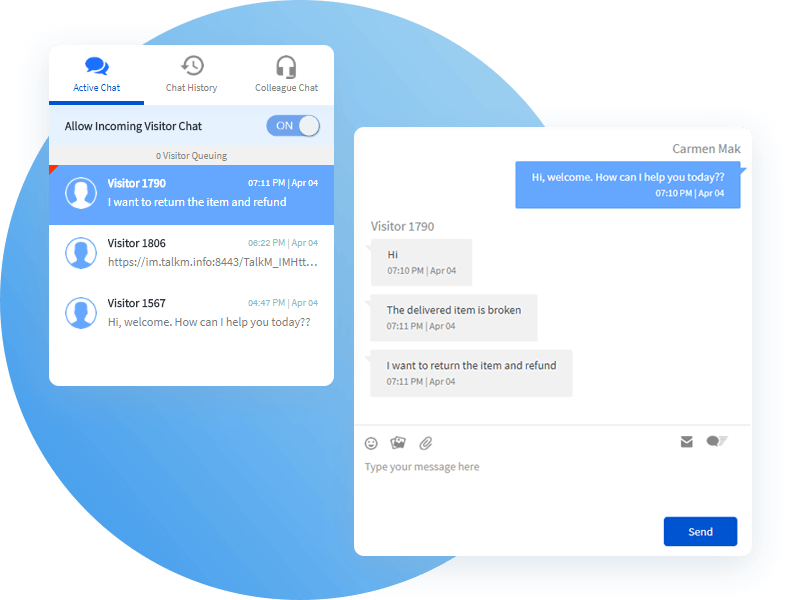 Active Chat
Chat History
Colleague Chat
Allow Incoming Visitor Chat
ON
0 Visitor Queuing
Visitor 1790
07:11 PM | Apr 04
I want to return the item and refund
Visitor 1806
06:22 PM | Apr 04
https://im.talkm.info:8443/TalkM_IMHtt...
Visitor 1567
04:47 PM | Apr 04
Hi, welcome. How can I help you today??
Carmen Mak
Hi, welcome. How can I help you today??
07:10 PM | Apr 04
Visitor 1790
Hi
07:10 PM | Apr 04
The delivered item is broken
07:11 PM | Apr 04
I want to return the item and refund
07:11 PM | Apr 04
Type your message here
Send